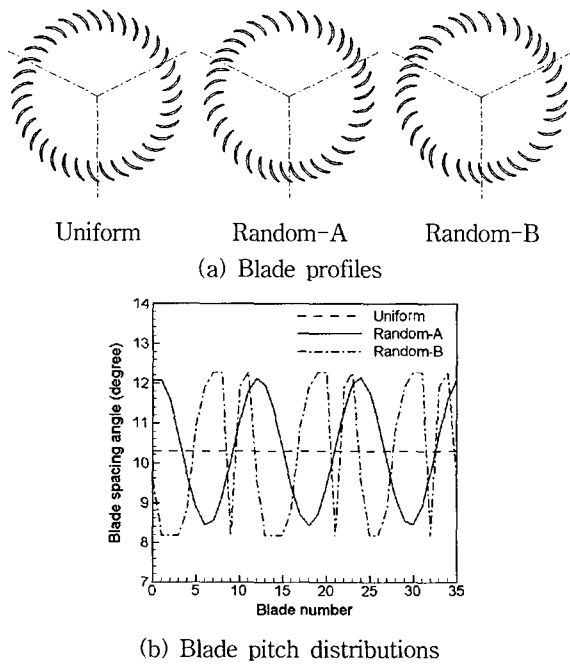 Uniform Random-A Random-B
(a) Blade profiles
14
13
12
11
10
9
8
7
Blade spacing angle (degree)
Uniform
Random-A
Random-B
0 5 10 15 20 25 30 35
Blade number
(b) Blade pitch distributions